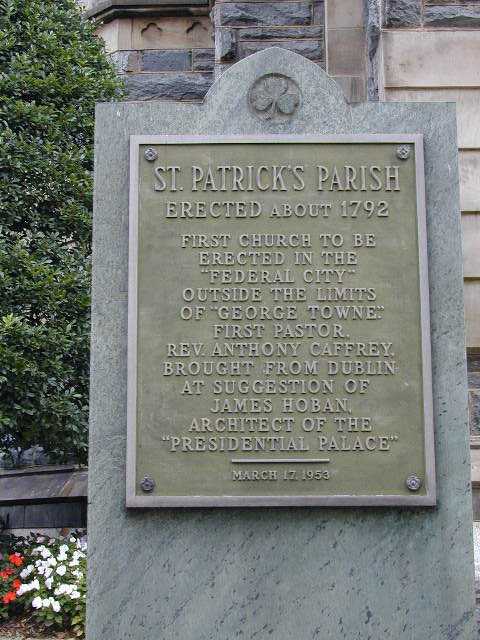 ST. PATRICK'S PARISH
ERECTED ABOUT 1792
FIRST CHURCH TO BE
ERECTED IN THE
"FEDERAL CITY"
OUTSIDE THE LIMITS
OF "GEORGE TOWNE."
FIRST PASTOR,
REV. ANTHONY CAFFREY,
BROUGHT FROM DUBLIN
AT SUGGESTION OF
JAMES HOBAN,
ARCHITECT OF THE
"PRESIDENTIAL PALACE"
MARCH 17, 1953